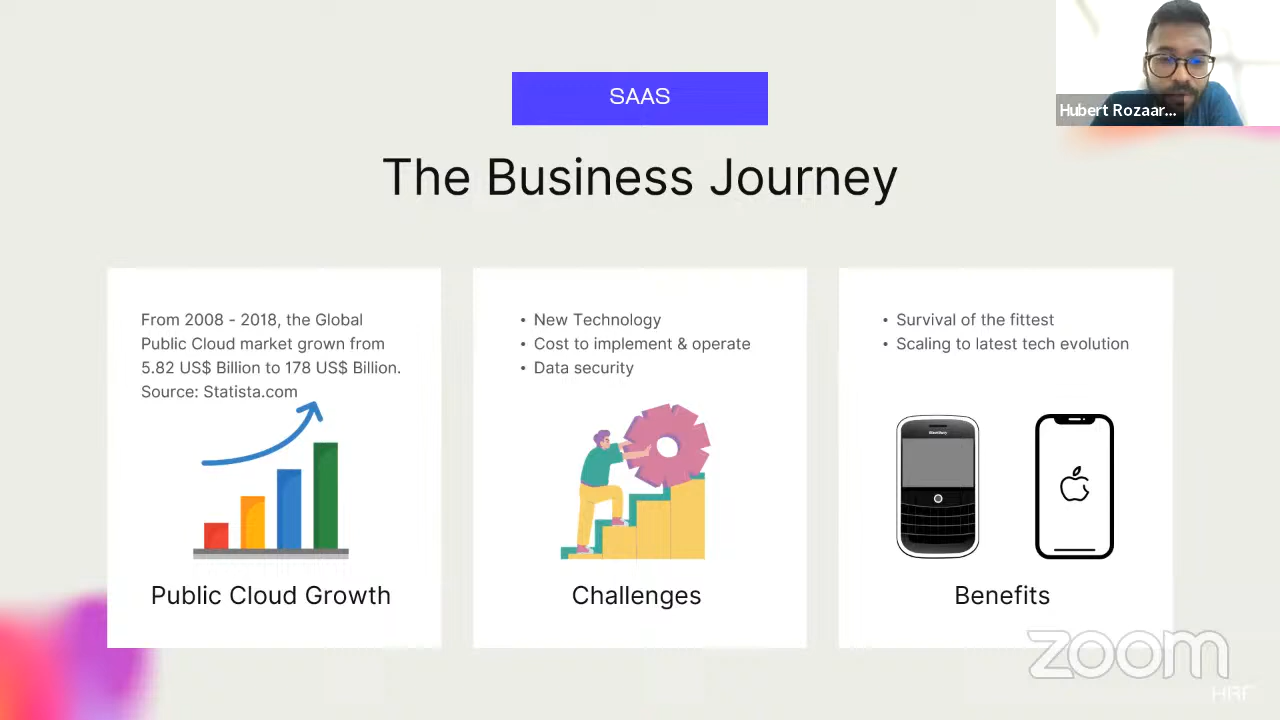 SAAS
Hubert Rozaar...
The Business Journey
From 2008 - 2018, the Global
Public Cloud market grown from
5.82 US$ Billion to 178 US$ Billion.
Source: Statista.com
Public Cloud Growth
• New Technology
• Cost to implement & operate
• Data security
Challenges
• Survival of the fittest
• Scaling to latest tech evolution
BlackBerry
Benefits
zoom